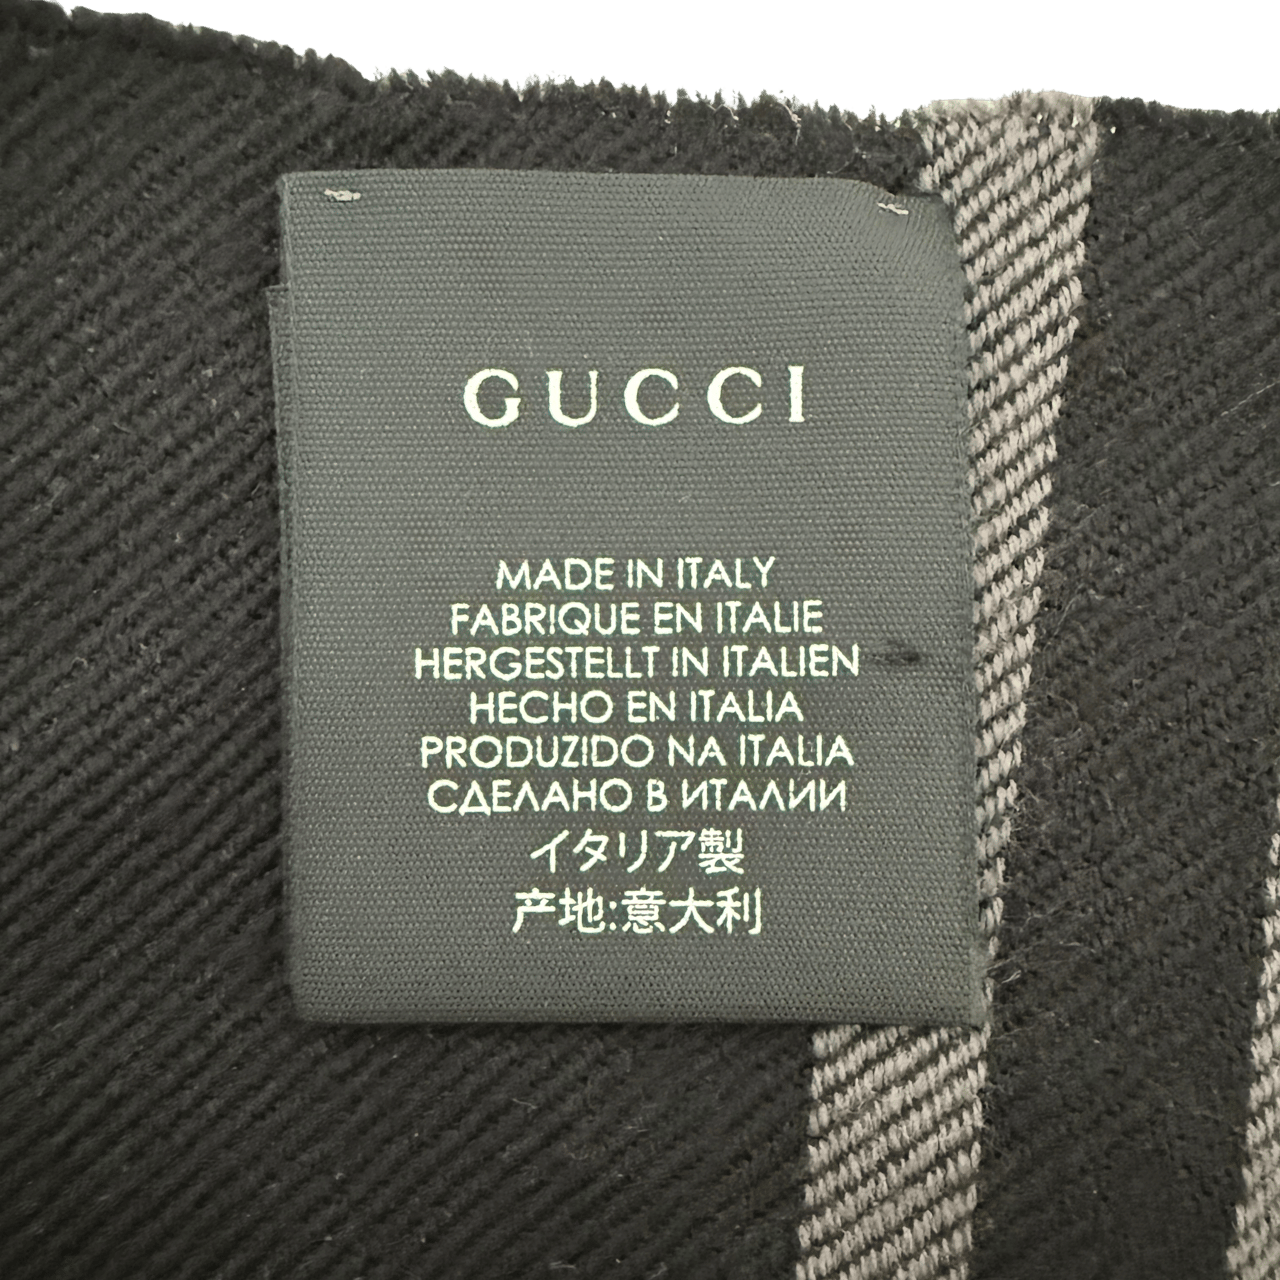 GUCCI
MADE IN ITALY
FABRIQUE EN ITALIE
HERGESTELLT IN ITALIEN
HECHO EN ITALIA
PRODUZIDO NA ITALIA
СДЕЛАНО В ИТАЛИИ
イタリア製
产地:意大利